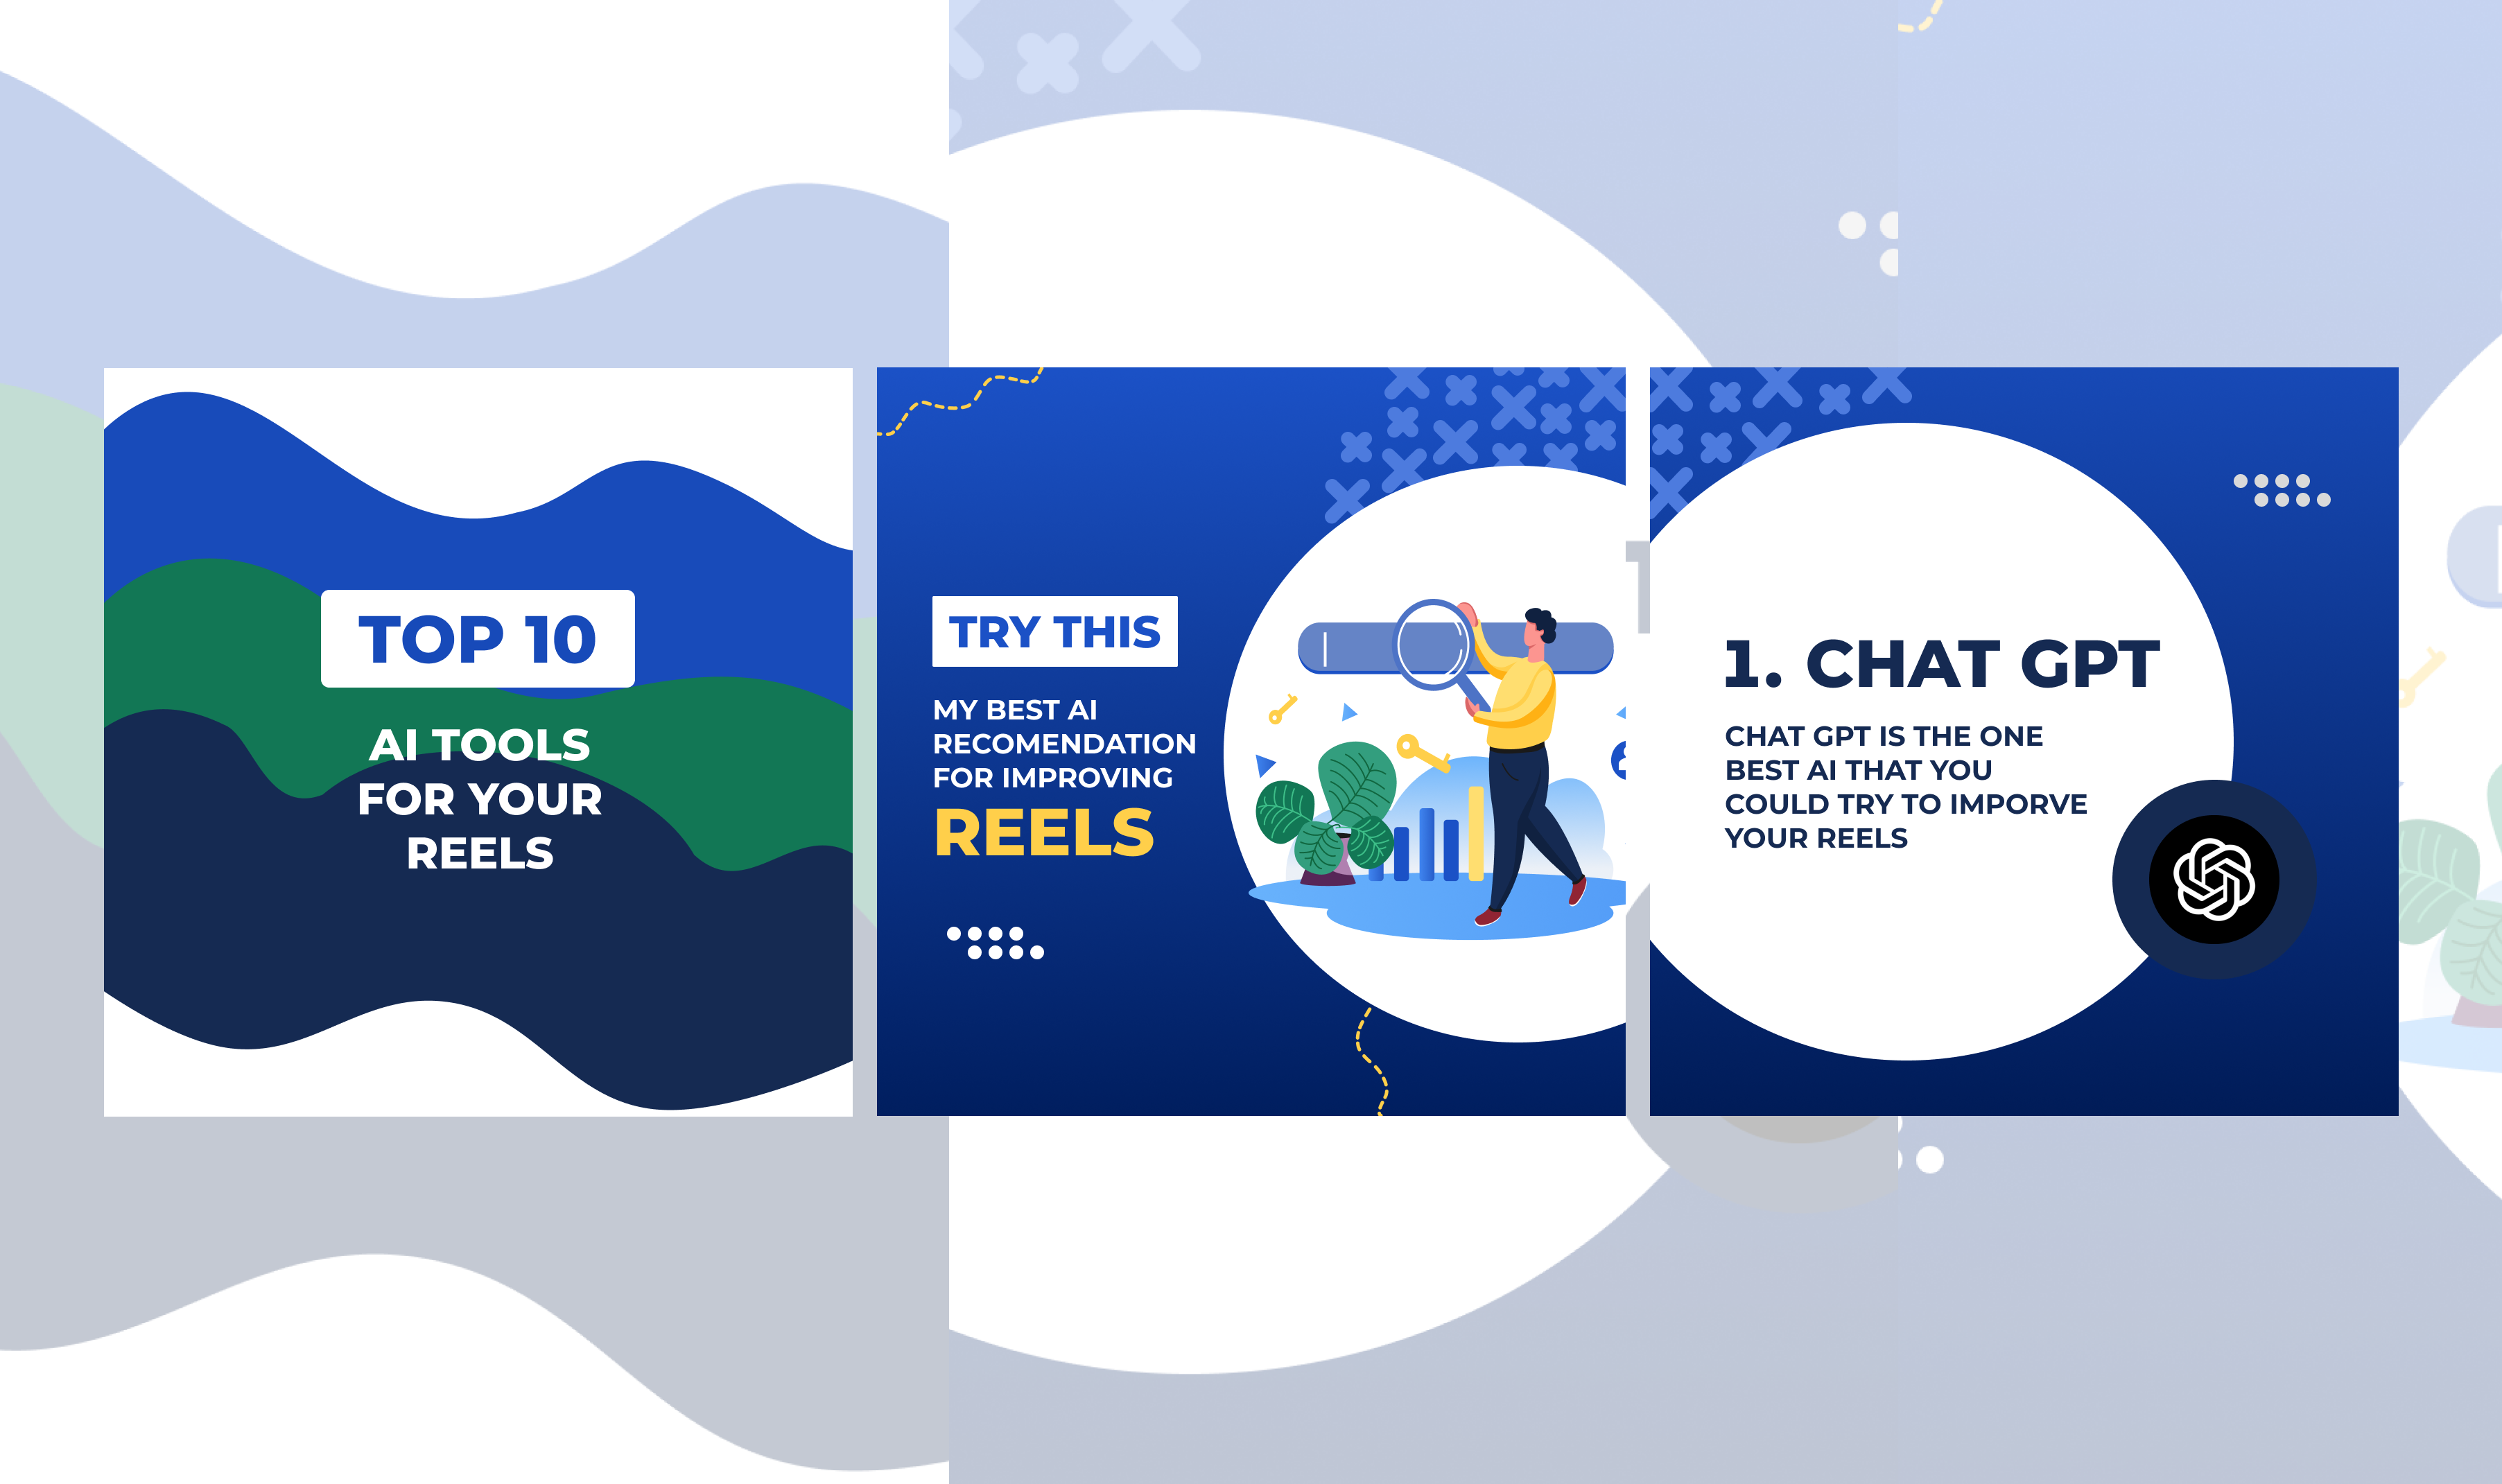 TOP 10
AI TOOLS
FOR YOUR
REELS
TRY THIS
MY BEST AI
RECOMENDATION
FOR IMPROVING
REELS
1. CHAT GPT
CHAT GPT IS THE ONE
BEST AI THAT YOU
COULD TRY TO IMPORVE
YOUR REELS